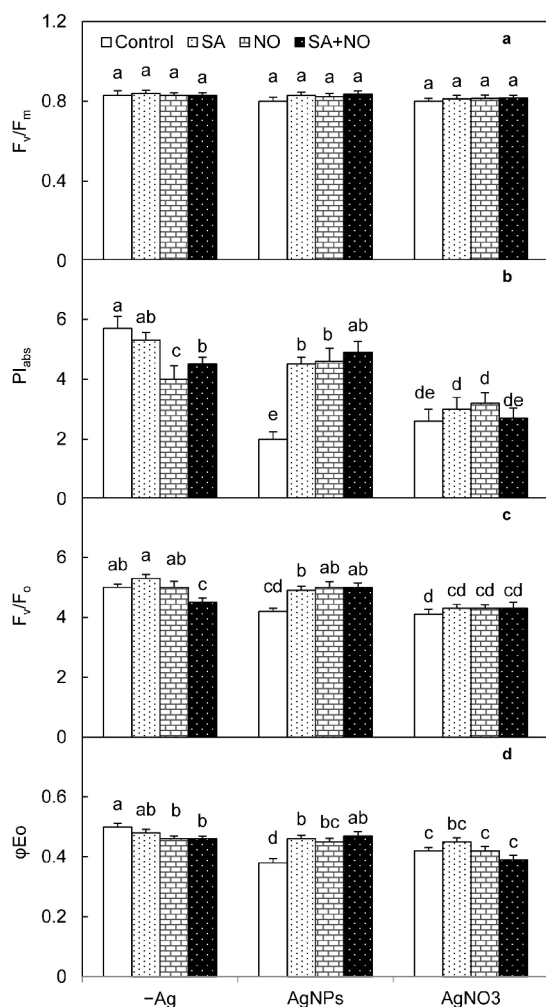 1.2
Control SA NO SA+NO a
a a a a a a a a a a a a
0.8
Fv/Fm
0.4
0
b
a ab c b e b b ab de d d de
6
PIabs
4
2
0
c
ab a ab c cd b ab ab d cd cd cd
6
Fv/Fo
4
2
0
d
a ab b b d b bc ab c bc c c
0.6
φEo
0.4
0.2
0
−Ag AgNPs AgNO3